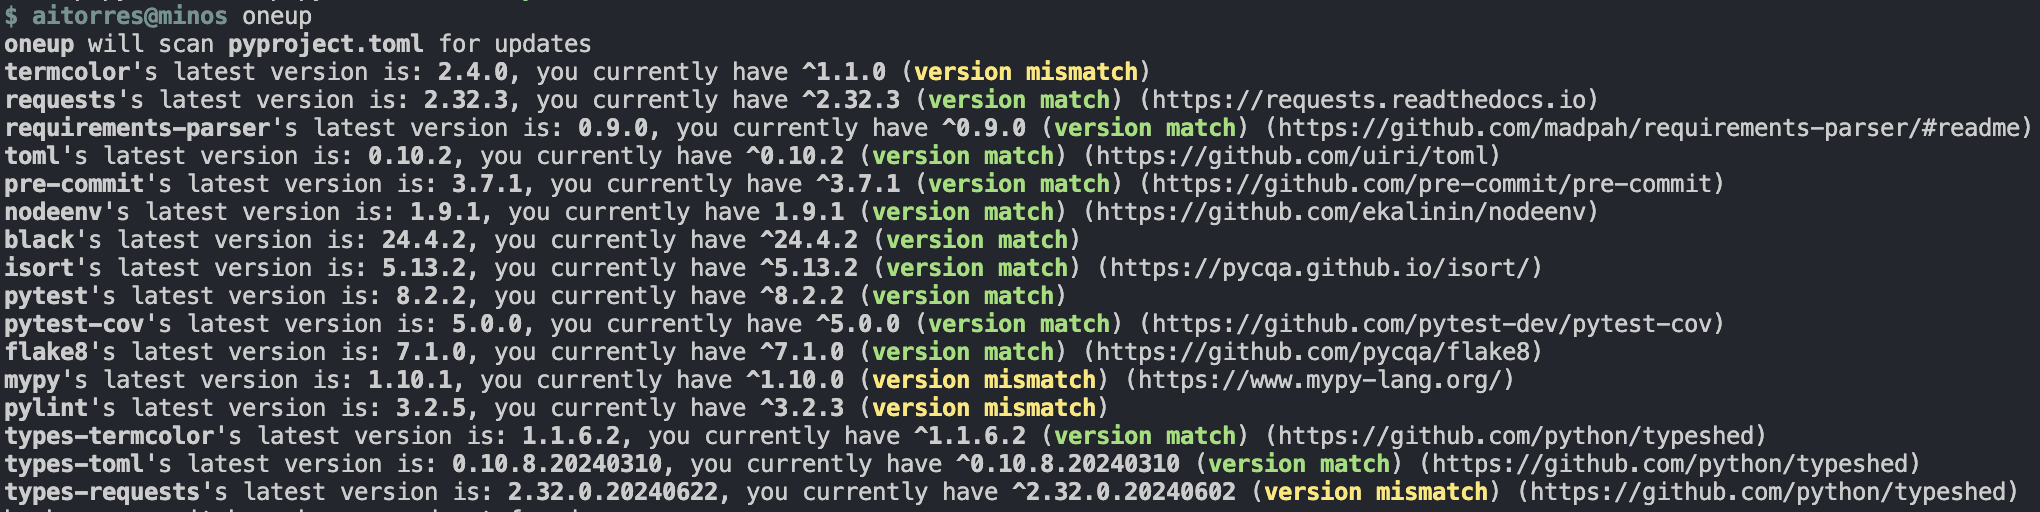 $ aitorres@minos oneup
oneup will scan pyproject.toml for updates
termcolor's latest version is: 2.4.0, you currently have ^1.1.0 (version mismatch)
requests's latest version is: 2.32.3, you currently have ^2.32.3 (version match) (https://requests.readthedocs.io)
requirements-parser's latest version is: 0.9.0, you currently have ^0.9.0 (version match) (https://github.com/madpah/requirements-parser/#readme)
toml's latest version is: 0.10.2, you currently have ^0.10.2 (version match) (https://github.com/uiri/toml)
pre-commit's latest version is: 3.7.1, you currently have ^3.7.1 (version match) (https://github.com/pre-commit/pre-commit)
nodeenv's latest version is: 1.9.1, you currently have 1.9.1 (version match) (https://github.com/ekalinin/nodeenv)
black's latest version is: 24.4.2, you currently have ^24.4.2 (version match)
isort's latest version is: 5.13.2, you currently have ^5.13.2 (version match) (https://pycqa.github.io/isort/)
pytest's latest version is: 8.2.2, you currently have ^8.2.2 (version match)
pytest-cov's latest version is: 5.0.0, you currently have ^5.0.0 (version match) (https://github.com/pytest-dev/pytest-cov)
flake8's latest version is: 7.1.0, you currently have ^7.1.0 (version match) (https://github.com/pycqa/flake8)
mypy's latest version is: 1.10.1, you currently have ^1.10.0 (version mismatch) (https://www.mypy-lang.org/)
pylint's latest version is: 3.2.5, you currently have ^3.2.3 (version mismatch)
types-termcolor's latest version is: 1.1.6.2, you currently have ^1.1.6.2 (version match) (https://github.com/python/typeshed)
types-toml's latest version is: 0.10.8.20240310, you currently have ^0.10.8.20240310 (version match) (https://github.com/python/typeshed)
types-requests's latest version is: 2.32.0.20240622, you currently have ^2.32.0.20240602 (version mismatch) (https://github.com/python/typeshed)